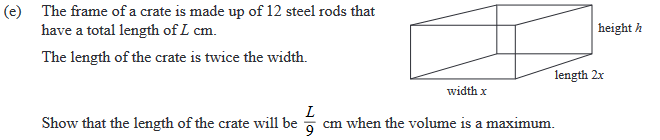 (e) The frame of a crate is made up of 12 steel rods that
have a total length of L cm.
The length of the crate is twice the width.
height h
length 2x
width x
Show that the length of the crate will be L/9 cm when the volume is a maximum.